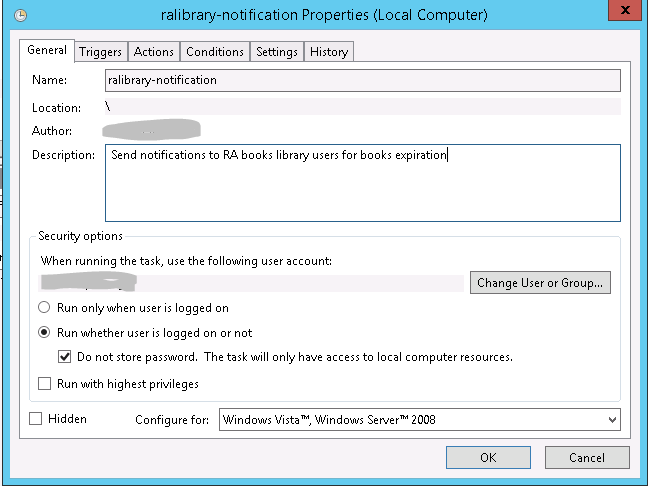 ralibrary-notification Properties (Local Computer)
x
General Triggers Actions Conditions Settings History
Name: ralibrary-notification
Location: \
Author:
Description: Send notifications to RA books library users for books expiration
Security options
When running the task, use the following user account:
Change User or Group...
Run only when user is logged on
Run whether user is logged on or not
Do not store password. The task will only have access to local computer resources.
Run with highest privileges
Hidden Configure for: Windows Vista™, Windows Server™ 2008
OK Cancel